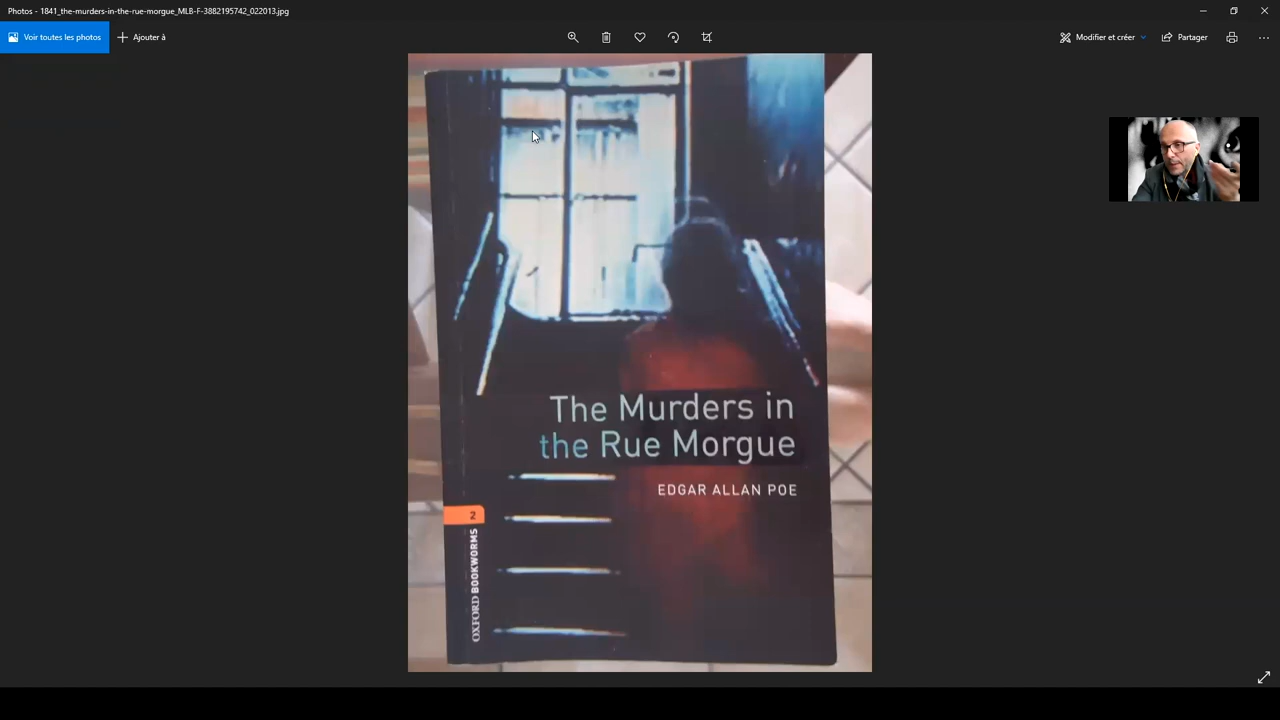 Photos - 1841_the-murders-in-the-rue-morgue_MLB-F-3882195742_022013.jpg
Voir toutes les photos
Ajouter à
Modifier et créer
Partager
The Murders in
the Rue Morgue
EDGAR ALLAN POE
2
OXFORD BOOKWORMS